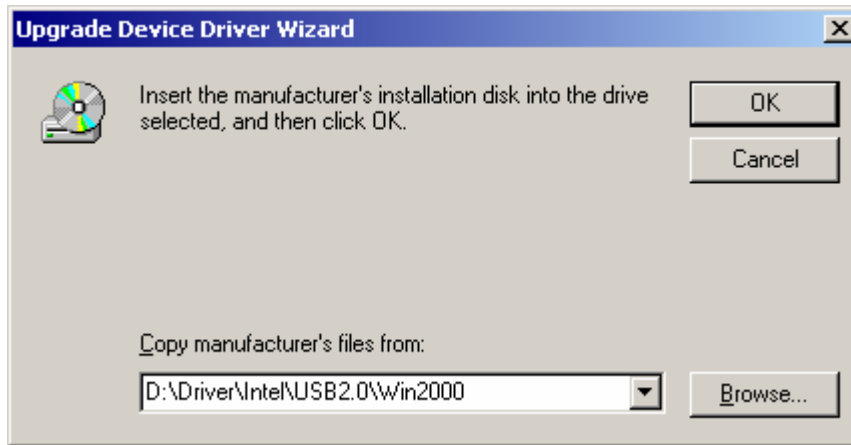 Upgrade Device Driver Wizard
Insert the manufacturer's installation disk into the drive
selected, and then click OK.
OK
Cancel
Copy manufacturer's files from:
D:\Driver\Intel\USB2.0\Win2000
Browse...